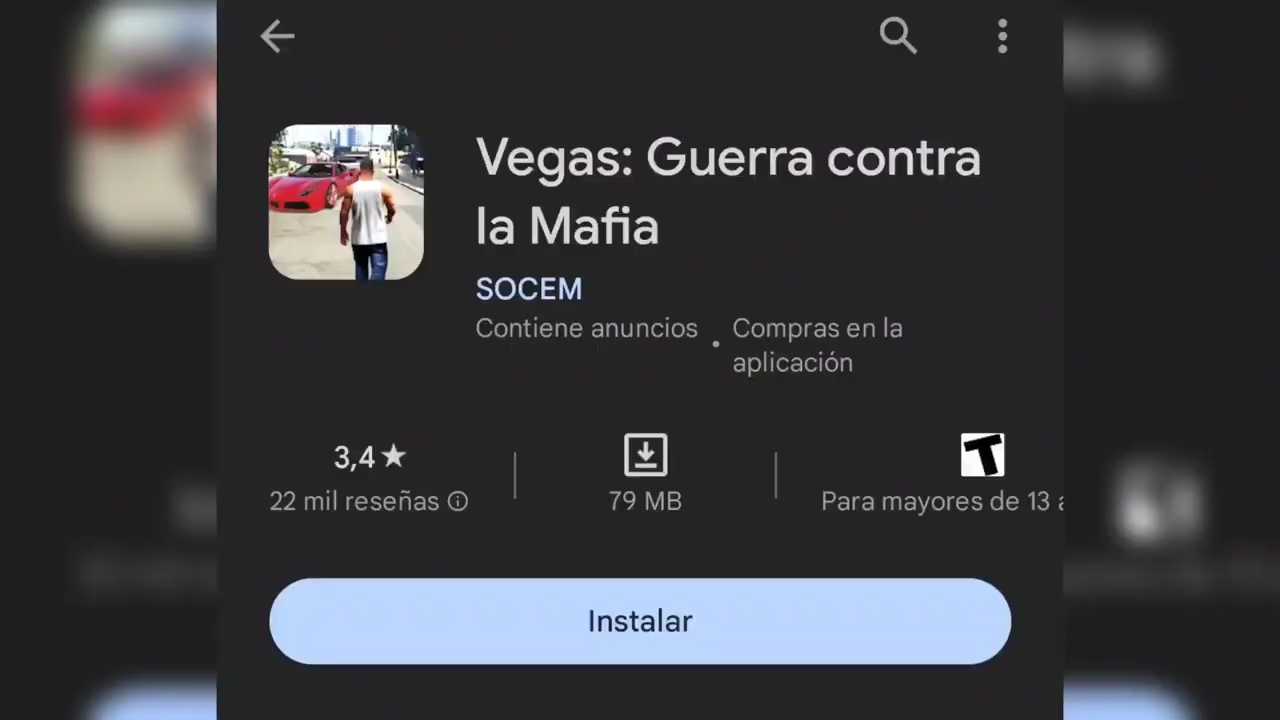 Vegas: Guerra contra
la Mafia
SOCEM
Contiene anuncios · Compras en la
aplicación
3,4★
22 mil reseñas
79 MB
T
Para mayores de 13
Instalar